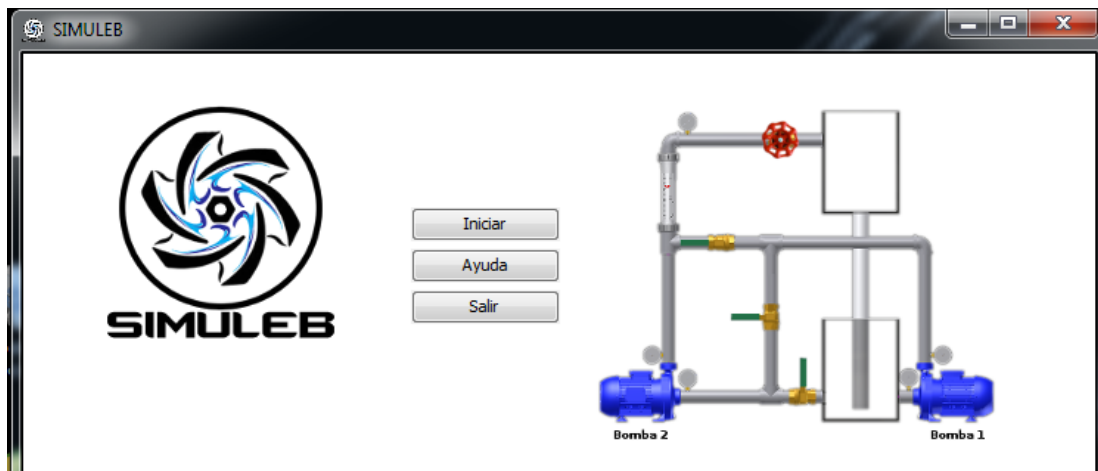 SIMULEB
SIMULEB
Iniciar
Ayuda
Salir
Bomba 2
Bomba 1